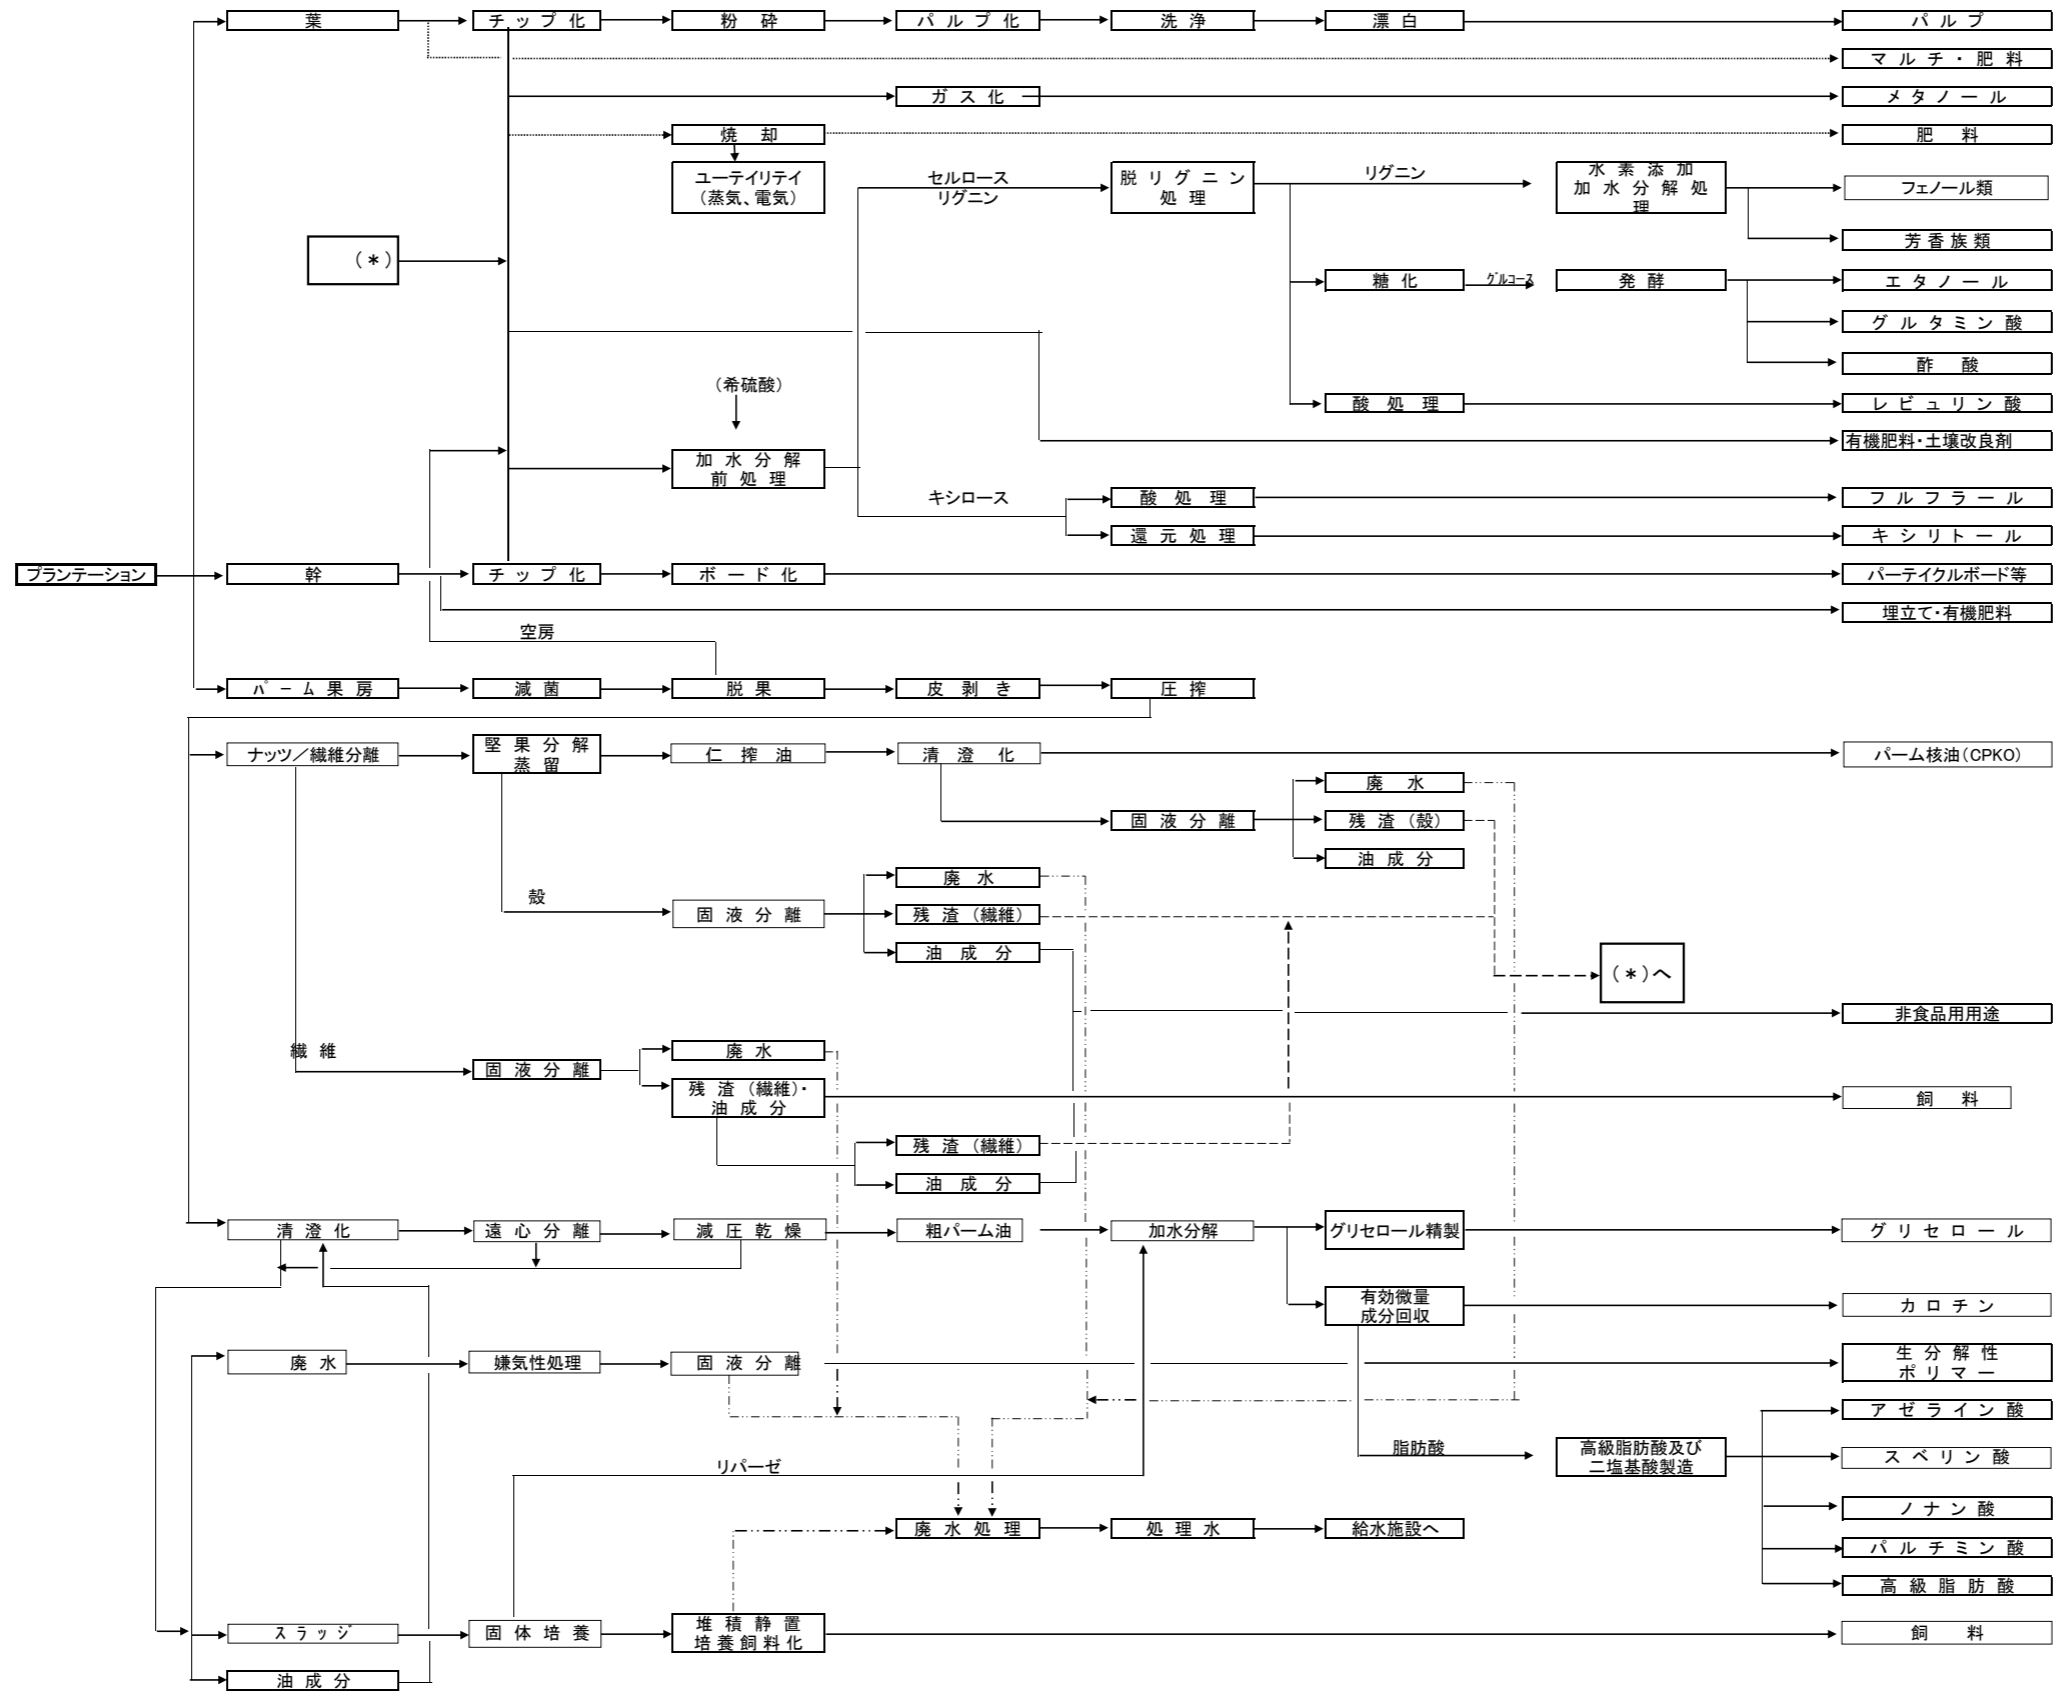 葉
チップ化
粉砕
パルプ化
洗浄
漂白
パルプ
マルチ・肥料
ガス化
メタノール
焼却
肥料
ユーテイリテイ
（蒸気、電気）
セルロース
リグニン
脱リグニン
処理
リグニン
水素添加
加水分解処
理
フェノール類
（＊）
芳香族類
糖化
グルコース
発酵
エタノール
グルタミン酸
酢酸
（希硫酸）
酸処理
レビュリン酸
有機肥料・土壌改良剤
加水分解
前処理
キシロース
酸処理
フルフラール
還元処理
キシリトール
プランテーション
幹
チップ化
ボード化
パーテイクルボード等
埋立て・有機肥料
空房
パーム果房
滅菌
脱果
皮剥き
圧搾
ナッツ／繊維分離
堅果分解
蒸留
仁搾油
清澄化
パーム核油（CPKO）
廃水
固液分離
残渣（殻）
油成分
廃水
殻
固液分離
残渣（繊維）
油成分
（＊）へ
非食品用用途
繊維
廃水
固液分離
残渣（繊維）・
油成分
飼料
残渣（繊維）
油成分
清澄化
遠心分離
減圧乾燥
粗パーム油
加水分解
グリセロール精製
グリセロール
有効微量
成分回収
カロチン
廃水
嫌気性処理
固液分離
生分解性
ポリマー
アゼライン酸
脂肪酸
高級脂肪酸及び
二塩基酸製造
スベリン酸
リパーゼ
ノナン酸
廃水処理
処理水
給水施設へ
パルチミン酸
高級脂肪酸
スラッジ
固体培養
堆積静置
培養飼料化
飼料
油成分